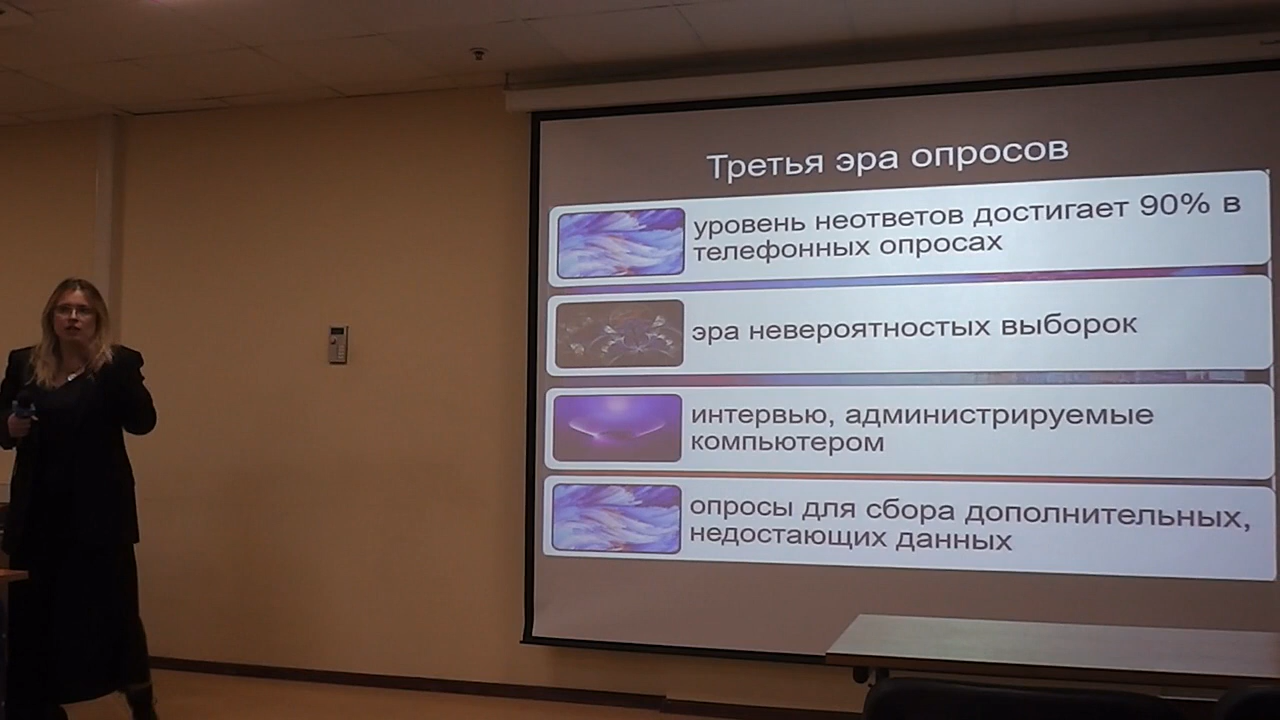 Третья эра опросов
уровень неответов достигает 90% в
телефонных опросах
эра невероятностых выборок
интервью, администрируемые
компьютером
опросы для сбора дополнительных,
недостающих данных